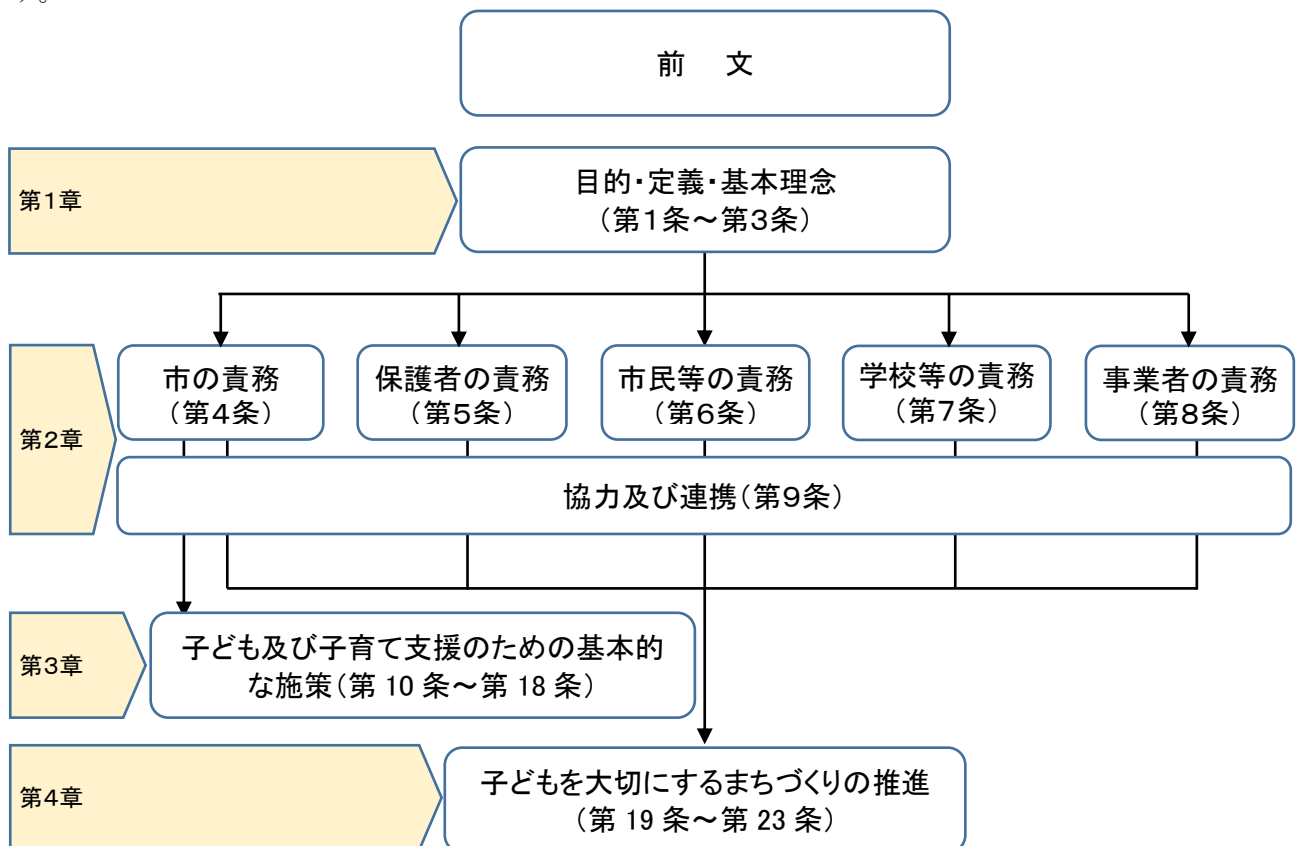 す。
前 文
第1章
目的・定義・基本理念
(第1条～第3条)
第2章
市の責務
(第4条)
保護者の責務
(第5条)
市民等の責務
(第6条)
学校等の責務
(第7条)
事業者の責務
(第8条)
協力及び連携(第9条)
第3章
子ども及び子育て支援のための基本的
な施策(第 10 条～第 18 条)
第4章
子どもを大切にするまちづくりの推進
(第 19 条～第 23 条)